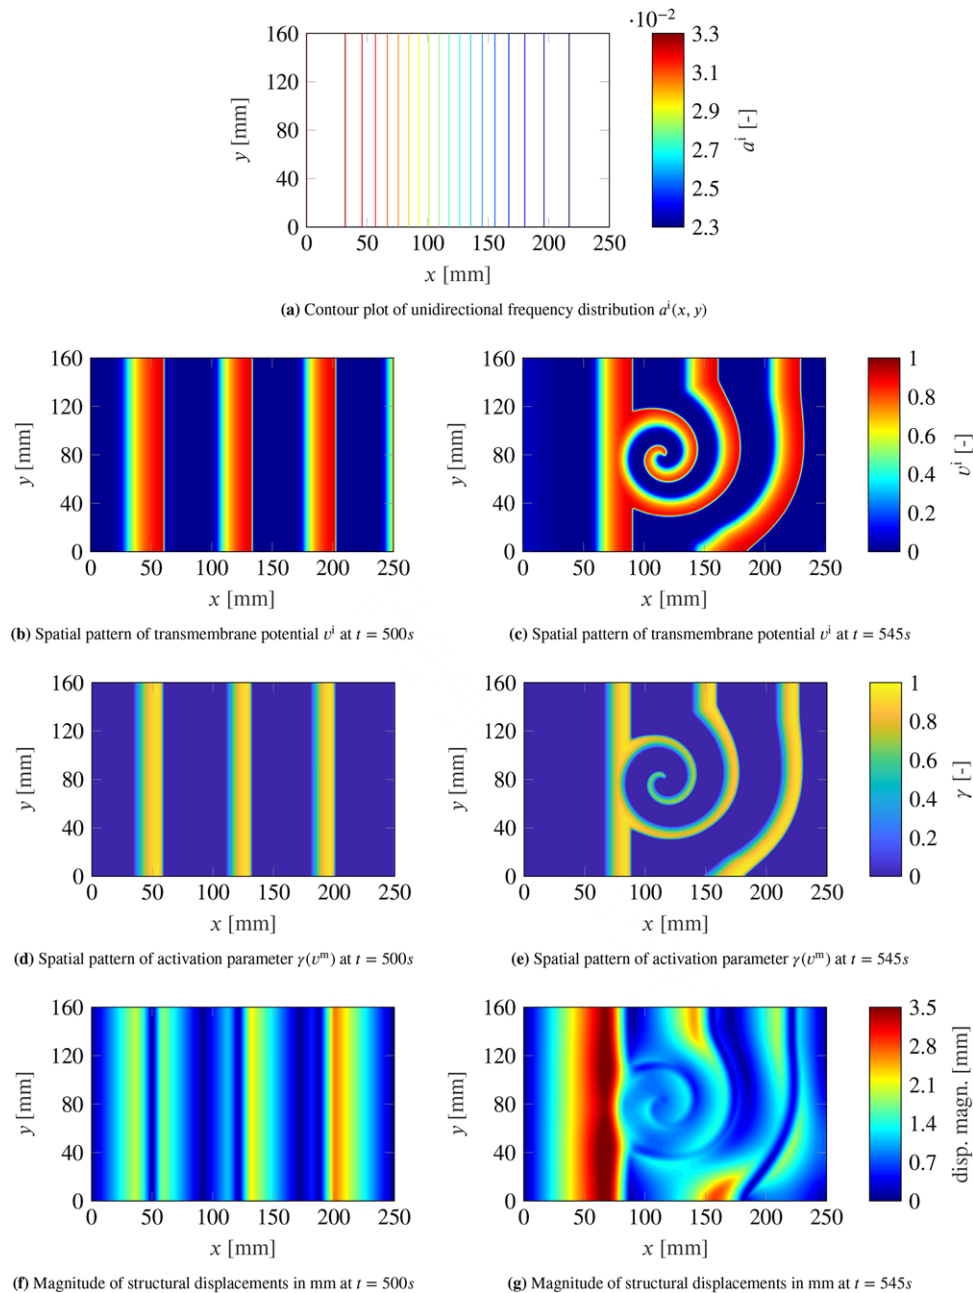 ·10⁻²
160 3.3
120 3.1
2.9
y [mm] 80 aⁱ [-]
2.7
40 2.5
0 2.3
0 50 100 150 200 250
x [mm]
(a) Contour plot of unidirectional frequency distribution aⁱ(x, y)
160 160 1
120 120 0.8
0.6
y [mm] 80 y [mm] 80 vⁱ [-]
0.4
40 40 0.2
0 0 0
0 50 100 150 200 250 0 50 100 150 200 250
x [mm] x [mm]
(b) Spatial pattern of transmembrane potential vⁱ at t = 500s (c) Spatial pattern of transmembrane potential vⁱ at t = 545s
160 160 1
120 120 0.8
0.6
y [mm] 80 y [mm] 80 γ [-]
0.4
40 40 0.2
0 0 0
0 50 100 150 200 250 0 50 100 150 200 250
x [mm] x [mm]
(d) Spatial pattern of activation parameter γ(vᵐ) at t = 500s (e) Spatial pattern of activation parameter γ(vᵐ) at t = 545s
160 160 3.5
120 120 2.8
2.1
y [mm] 80 y [mm] 80 disp. magn. [mm]
1.4
40 40 0.7
0 0 0
0 50 100 150 200 250 0 50 100 150 200 250
x [mm] x [mm]
(f) Magnitude of structural displacements in mm at t = 500s (g) Magnitude of structural displacements in mm at t = 545s